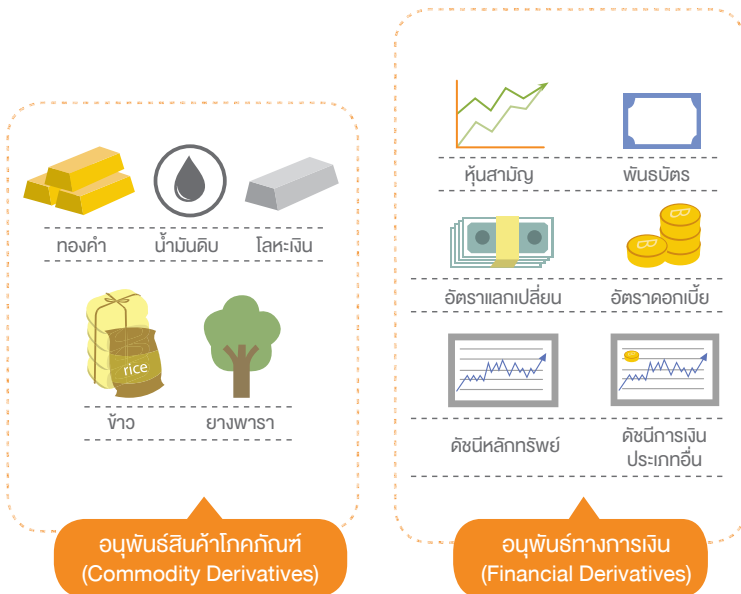 ทองคำ น้ำมันดิบ โลหะเงิน
rice
ข้าว ยางพารา
อนุพันธ์สินค้าโภคภัณฑ์
(Commodity Derivatives)
หุ้นสามัญ พันธบัตร
อัตราแลกเปลี่ยน อัตราดอกเบี้ย
ดัชนีหลักทรัพย์
ดัชนีการเงิน
ประเภทอื่น
อนุพันธ์ทางการเงิน
(Financial Derivatives)